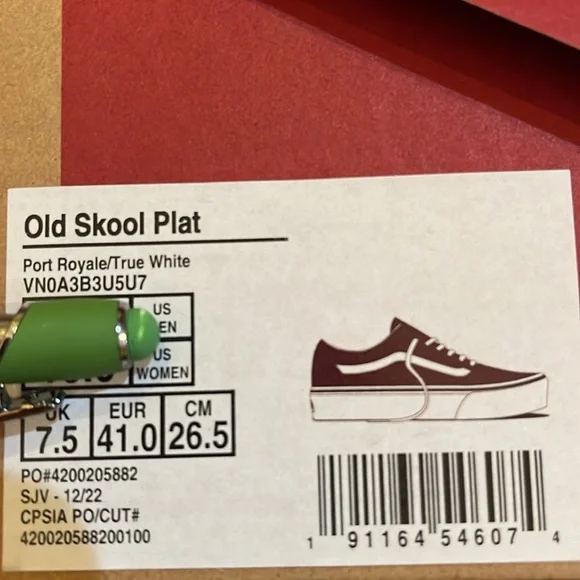 Old Skool Plat
Port Royale/True White
VN0A3B3U5U7
US
US
WOMEN
UK EUR CM
7.5 41.0 26.5
PO#4200205882
SJV - 12/22
CPSIA PO/CUT#
420020588200100
1 91164 54607 4